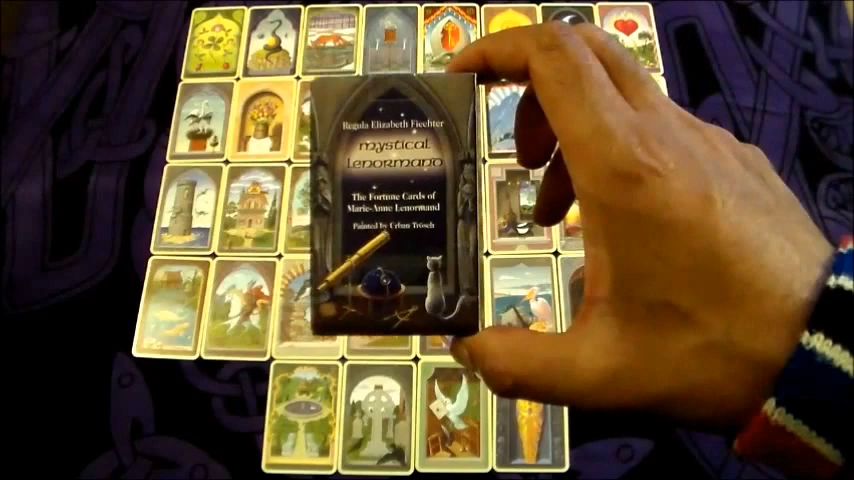 Regula Elizabeth Fiechter
mystical
Lenormand
The Fortune Cards of
Marie-Anne Lenormand
Painted by Urban Trösch